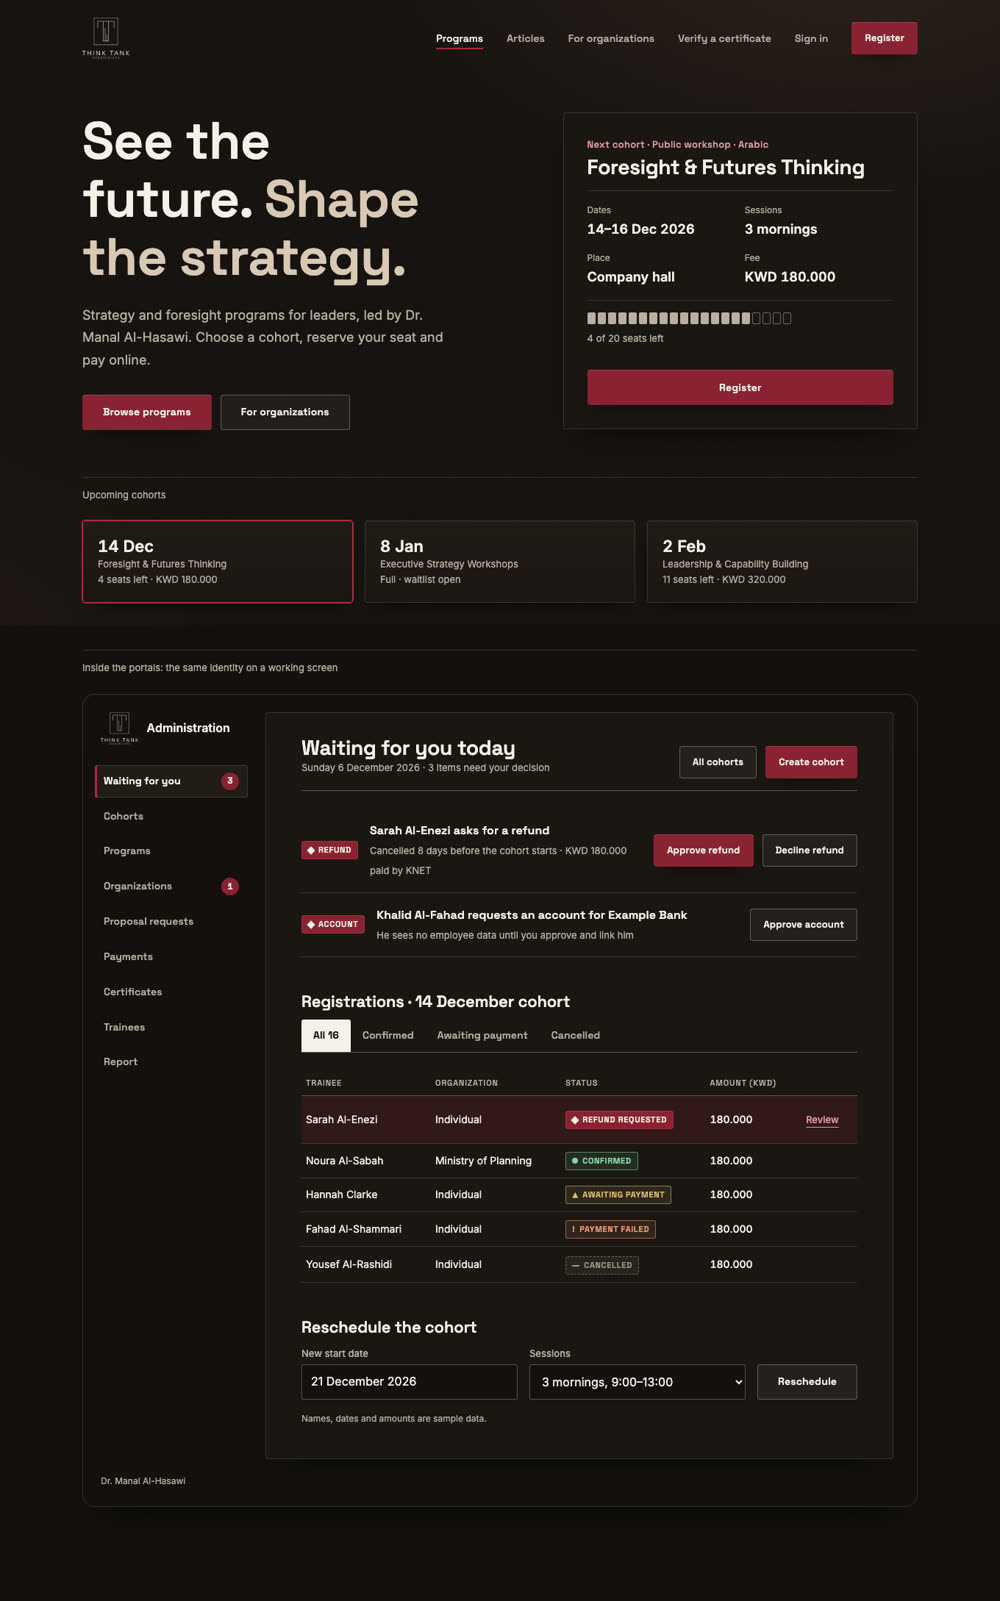 THINK TANK
Programs
Articles
For organizations
Verify a certificate
Sign in
Register
See the
future. Shape
the strategy.
Strategy and foresight programs for leaders, led by Dr.
Manal Al-Hasawi. Choose a cohort, reserve your seat and
pay online.
Browse programs
For organizations
Next cohort · Public workshop · Arabic
Foresight & Futures Thinking
Dates
14–16 Dec 2026
Sessions
3 mornings
Place
Company hall
Fee
KWD 180.000
4 of 20 seats left
Register
Upcoming cohorts
14 Dec
Foresight & Futures Thinking
4 seats left · KWD 180.000
8 Jan
Executive Strategy Workshops
Full · waitlist open
2 Feb
Leadership & Capability Building
11 seats left · KWD 320.000
Inside the portals: the same identity on a working screen
THINK TANK
Administration
Waiting for you 3
Cohorts
Programs
Organizations 1
Proposal requests
Payments
Certificates
Trainees
Report
Dr. Manal Al-Hasawi
Waiting for you today
Sunday 6 December 2026 · 3 items need your decision
All cohorts
Create cohort
REFUND
Sarah Al-Enezi asks for a refund
Cancelled 8 days before the cohort starts · KWD 180.000
paid by KNET
Approve refund
Decline refund
ACCOUNT
Khalid Al-Fahad requests an account for Example Bank
He sees no employee data until you approve and link him
Approve account
Registrations · 14 December cohort
All 16
Confirmed
Awaiting payment
Cancelled
TRAINEE ORGANIZATION STATUS AMOUNT (KWD)
Sarah Al-Enezi Individual REFUND REQUESTED 180.000 Review
Noura Al-Sabah Ministry of Planning CONFIRMED 180.000
Hannah Clarke Individual AWAITING PAYMENT 180.000
Fahad Al-Shammari Individual ! PAYMENT FAILED 180.000
Yousef Al-Rashidi Individual — CANCELLED 180.000
Reschedule the cohort
New start date
21 December 2026
Sessions
3 mornings, 9:00–13:00
Reschedule
Names, dates and amounts are sample data.